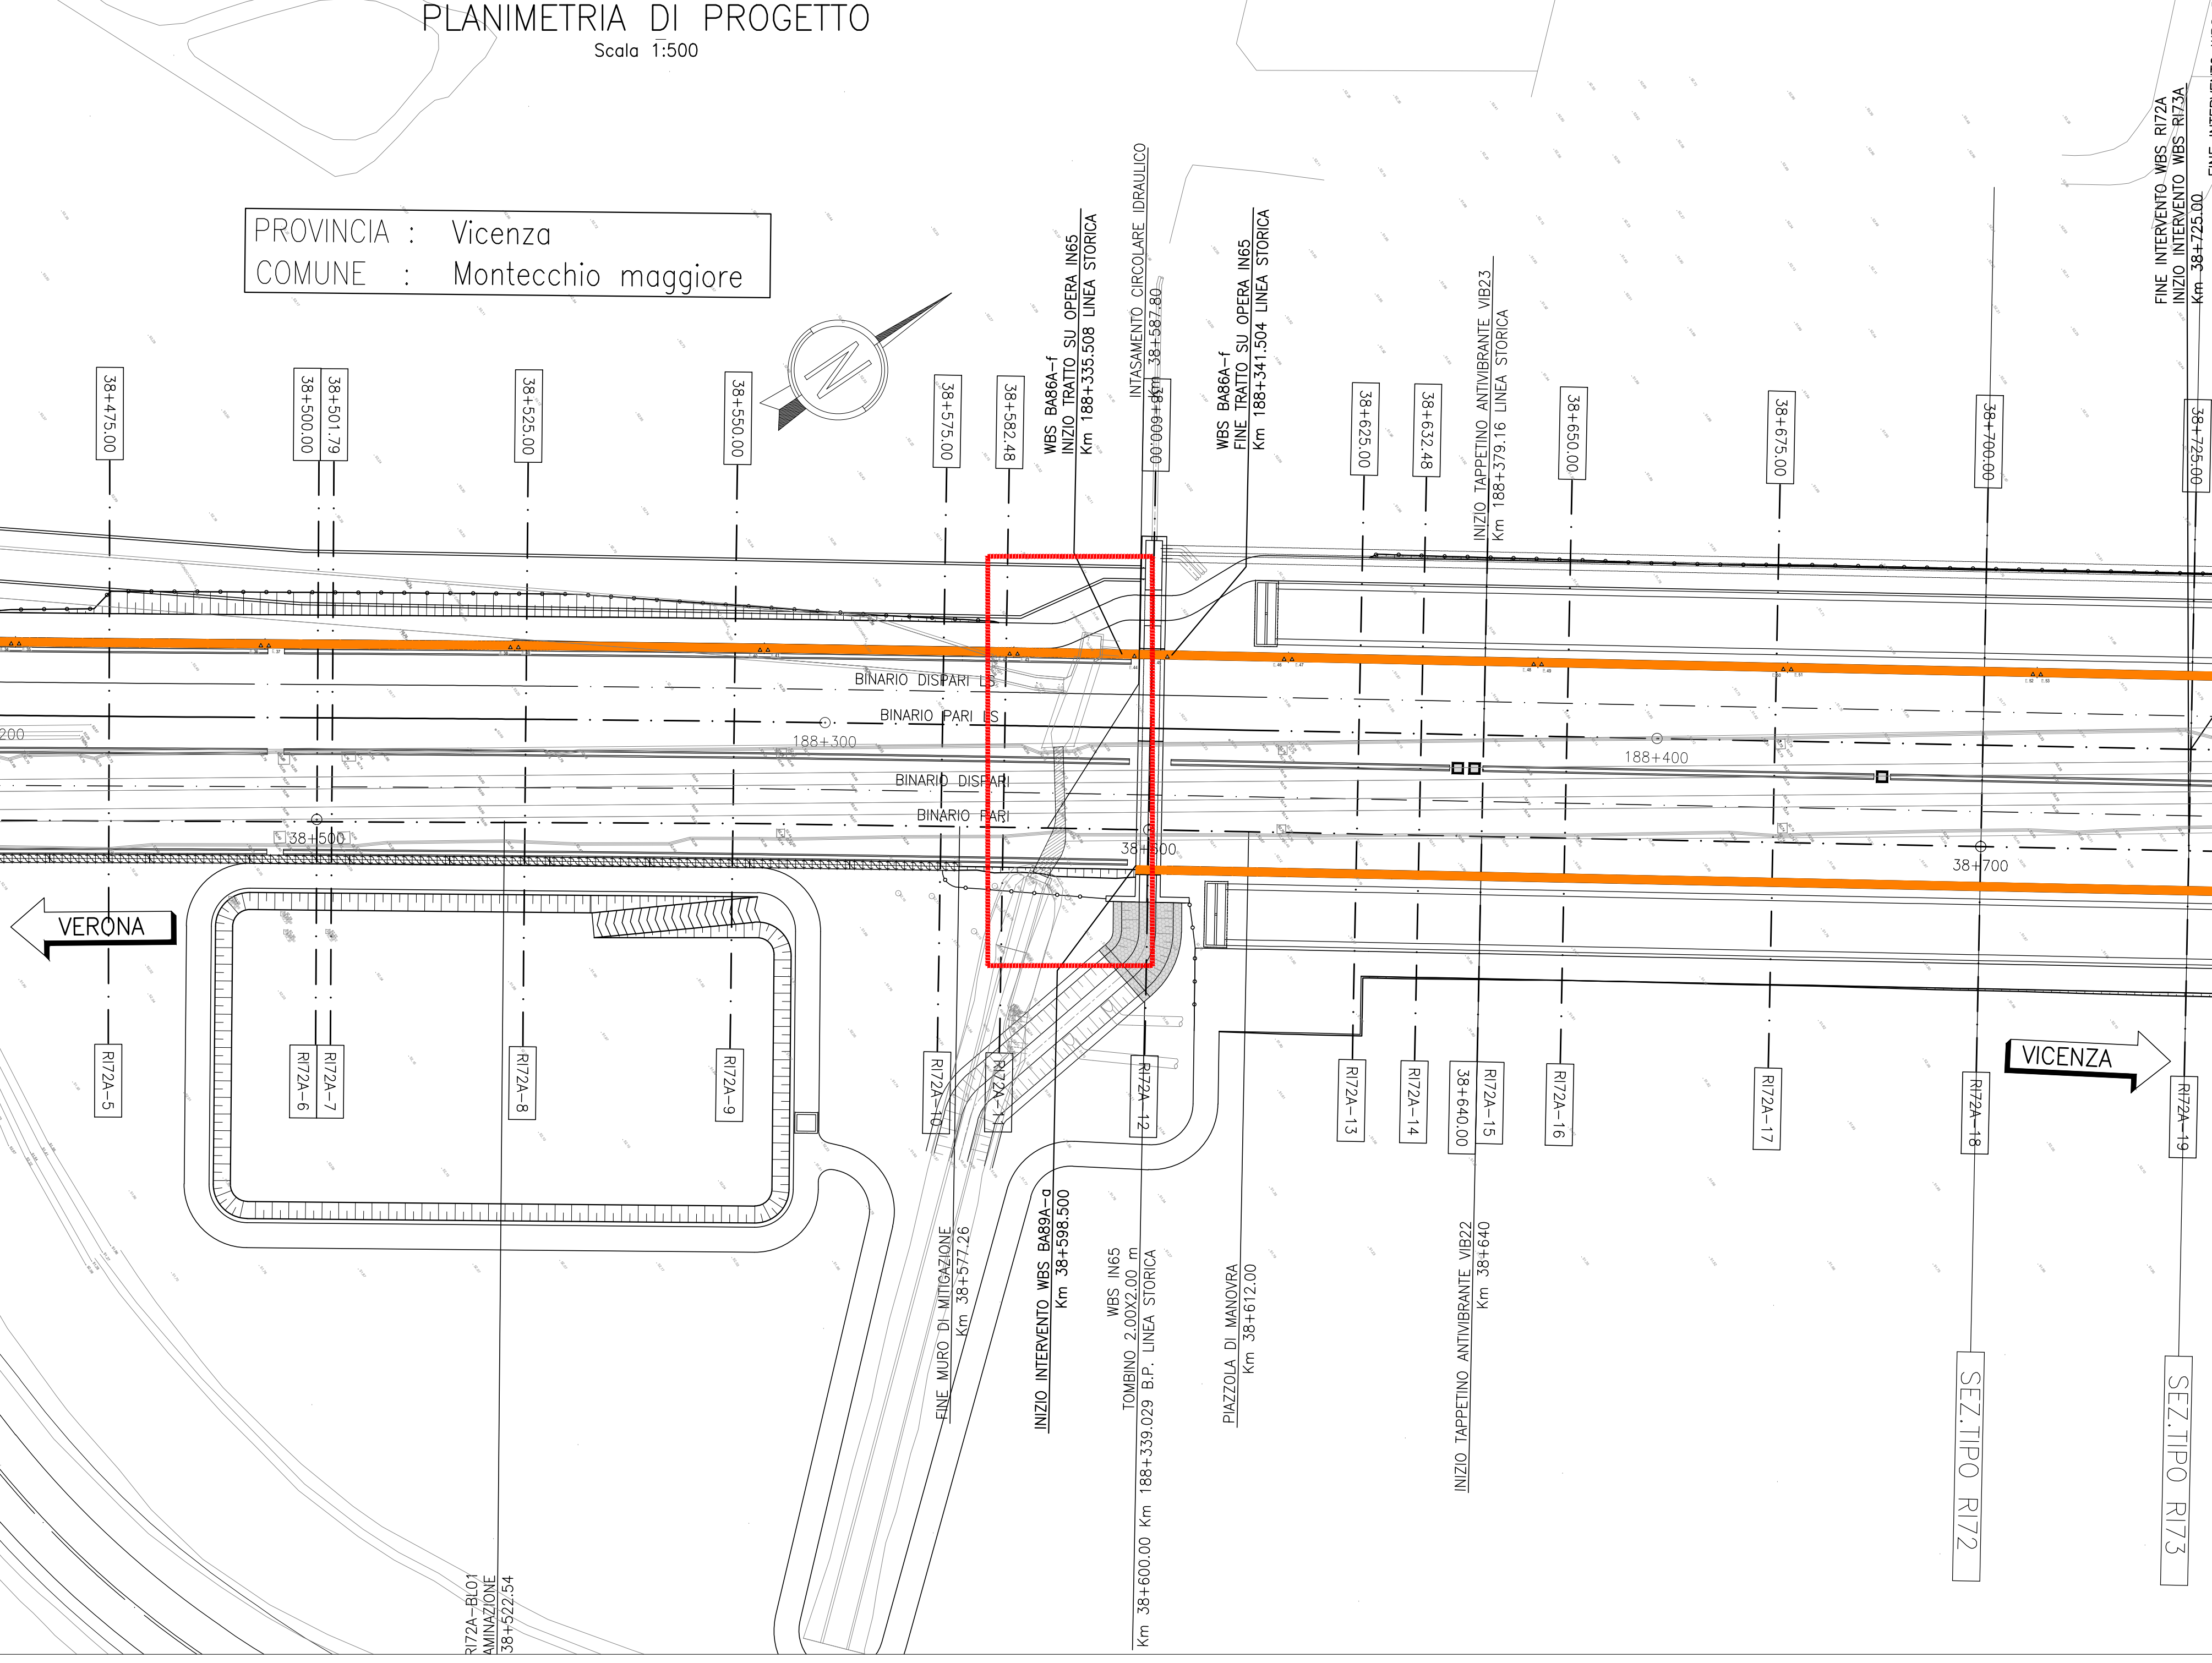 PLANIMETRIA DI PROGETTO
Scala 1:500
PROVINCIA : Vicenza
COMUNE : Montecchio maggiore
N
38+475.00
38+500.00
38+501.79
38+525.00
38+550.00
38+575.00
38+582.48
WBS BA86A-f
INIZIO TRATTO SU OPERA IN65
Km 188+335.508 LINEA STORICA
INTASAMENTO CIRCOLARE IDRAULICO
Km 38+587.80
38+600.00
WBS BA86A-f
FINE TRATTO SU OPERA IN65
Km 188+341.504 LINEA STORICA
38+625.00
38+632.48
INIZIO TAPPETINO ANTIVIBRANTE VIB23
Km 188+379.16 LINEA STORICA
38+650.00
38+675.00
38+700.00
FINE INTERVENTO WBS RI72A
INIZIO INTERVENTO WBS RI73A
Km 38+725.00
38+725.00
BINARIO DISPARI LS
BINARIO PARI LS
200
188+300
188+400
BINARIO DISPARI
BINARIO PARI
38+500
38+600
38+700
VERONA
VICENZA
RI72A-5
RI72A-6
RI72A-7
RI72A-8
RI72A-9
RI72A-10
RI72A-11
RI72A-12
RI72A-13
RI72A-14
38+640.00
RI72A-15
RI72A-16
RI72A-17
RI72A-18
RI72A-19
RI72A-BL01
AMINAZIONE
38+522.54
FINE MURO DI MITIGAZIONE
Km 38+577.26
INIZIO INTERVENTO WBS BA89A-a
Km 38+598.500
WBS IN65
TOMBINO 2.00X2.00 m
Km 38+600.00 Km 188+339.029 B.P. LINEA STORICA
PIAZZOLA DI MANOVRA
Km 38+612.00
INIZIO TAPPETINO ANTIVIBRANTE VIB22
Km 38+640
SEZ.TIPO RI72
SEZ.TIPO RI73